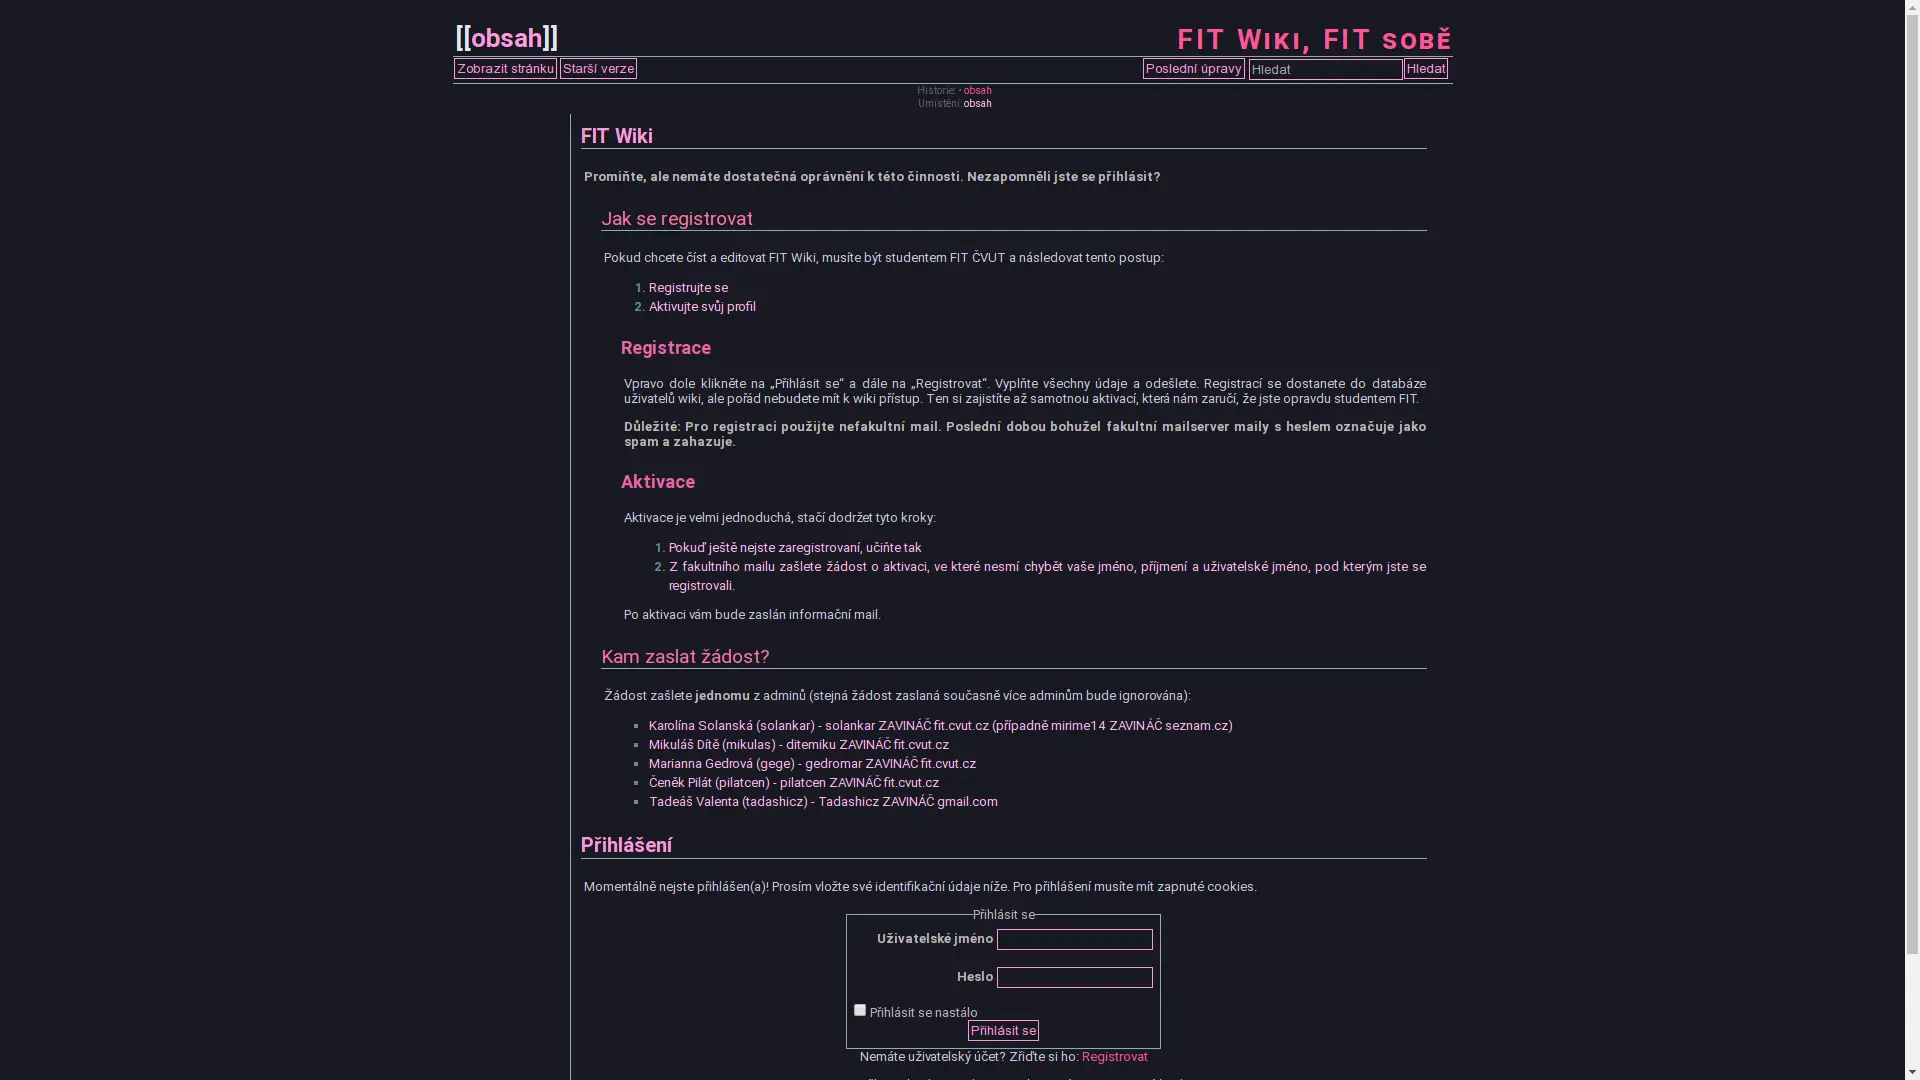 [[obsah]]
FIT Wiki, FIT sobě
Zobrazit stránku Starší verze
Poslední úpravy Hledat Hledat
Historie: • obsah
Umístění: obsah
FIT Wiki
Promiňte, ale nemáte dostatečná oprávnění k této činnosti. Nezapomněli jste se přihlásit?
Jak se registrovat
Pokud chcete číst a editovat FIT Wiki, musíte být studentem FIT ČVUT a následovat tento postup:
1. Registrujte se
2. Aktivujte svůj profil
Registrace
Vpravo dole klikněte na „Přihlásit se“ a dále na „Registrovat“. Vyplňte všechny údaje a odešlete. Registrací se dostanete do databáze
uživatelů wiki, ale pořád nebudete mít k wiki přístup. Ten si zajistíte až samotnou aktivací, která nám zaručí, že jste opravdu studentem FIT.
Důležité: Pro registraci použijte nefakultní mail. Poslední dobou bohužel fakultní mailserver maily s heslem označuje jako
spam a zahazuje.
Aktivace
Aktivace je velmi jednoduchá, stačí dodržet tyto kroky:
1. Pokuď ještě nejste zaregistrovaní, učiňte tak
2. Z fakultního mailu zašlete žádost o aktivaci, ve které nesmí chybět vaše jméno, příjmení a uživatelské jméno, pod kterým jste se
registrovali.
Po aktivaci vám bude zaslán informační mail.
Kam zaslat žádost?
Žádost zašlete jednomu z adminů (stejná žádost zaslaná současně více adminům bude ignorována):
Karolína Solanská (solankar) - solankar ZAVINÁČ fit.cvut.cz (případně mirime14 ZAVINÁČ seznam.cz)
Mikuláš Dítě (mikulas) - ditemiku ZAVINÁČ fit.cvut.cz
Marianna Gedrová (gege) - gedromar ZAVINÁČ fit.cvut.cz
Čeněk Pilát (pilatcen) - pilatcen ZAVINÁČ fit.cvut.cz
Tadeáš Valenta (tadashicz) - Tadashicz ZAVINÁČ gmail.com
Přihlášení
Momentálně nejste přihlášen(a)! Prosím vložte své identifikační údaje níže. Pro přihlášení musíte mít zapnuté cookies.
Přihlásit se
Uživatelské jméno
Heslo
Přihlásit se nastálo
Přihlásit se
Nemáte uživatelský účet? Zřiďte si ho: Registrovat